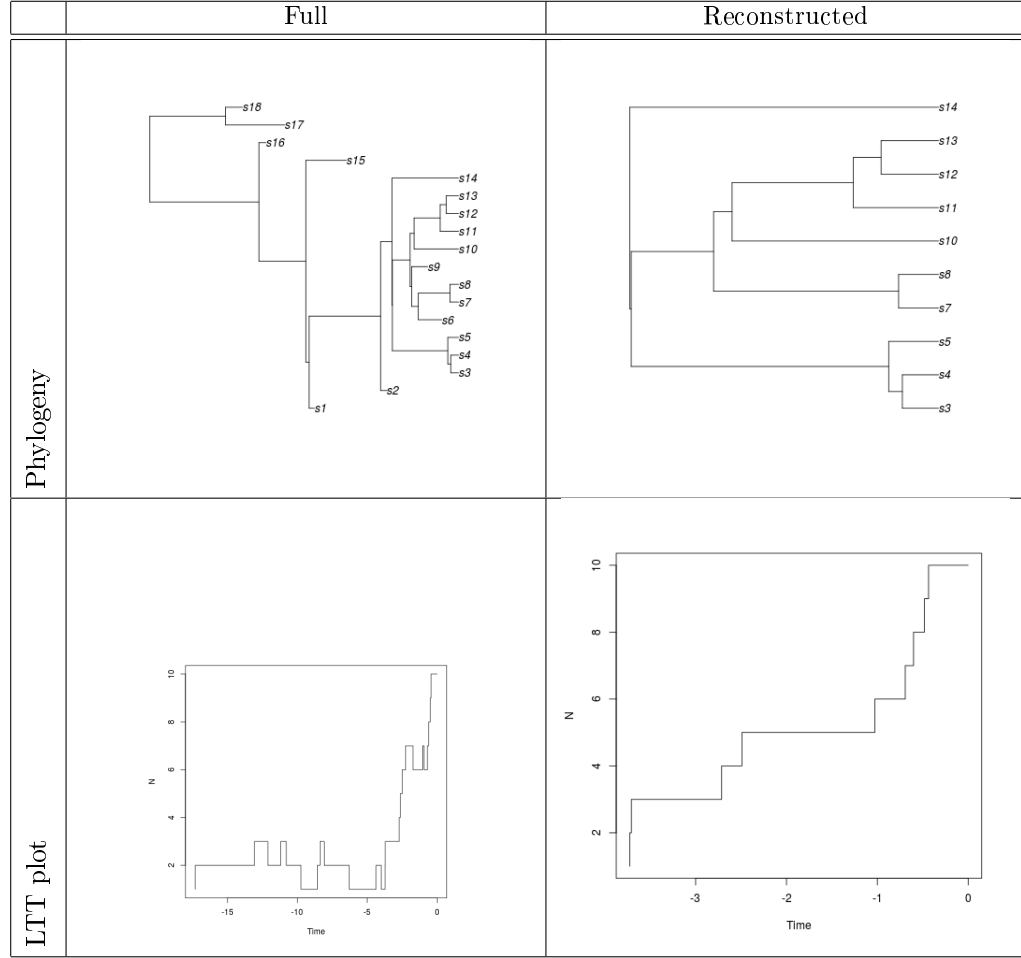 Full
Reconstructed
Phylogeny
s18
s17
s16
s15
s14
s13
s12
s11
s10
s9
s8
s7
s6
s5
s4
s3
s2
s1
s14
s13
s12
s11
s10
s8
s7
s5
s4
s3
LTT plot
10
8
6
4
2
N
-15 -10 -5 0
Time
10
8
6
4
2
N
-3 -2 -1 0
Time